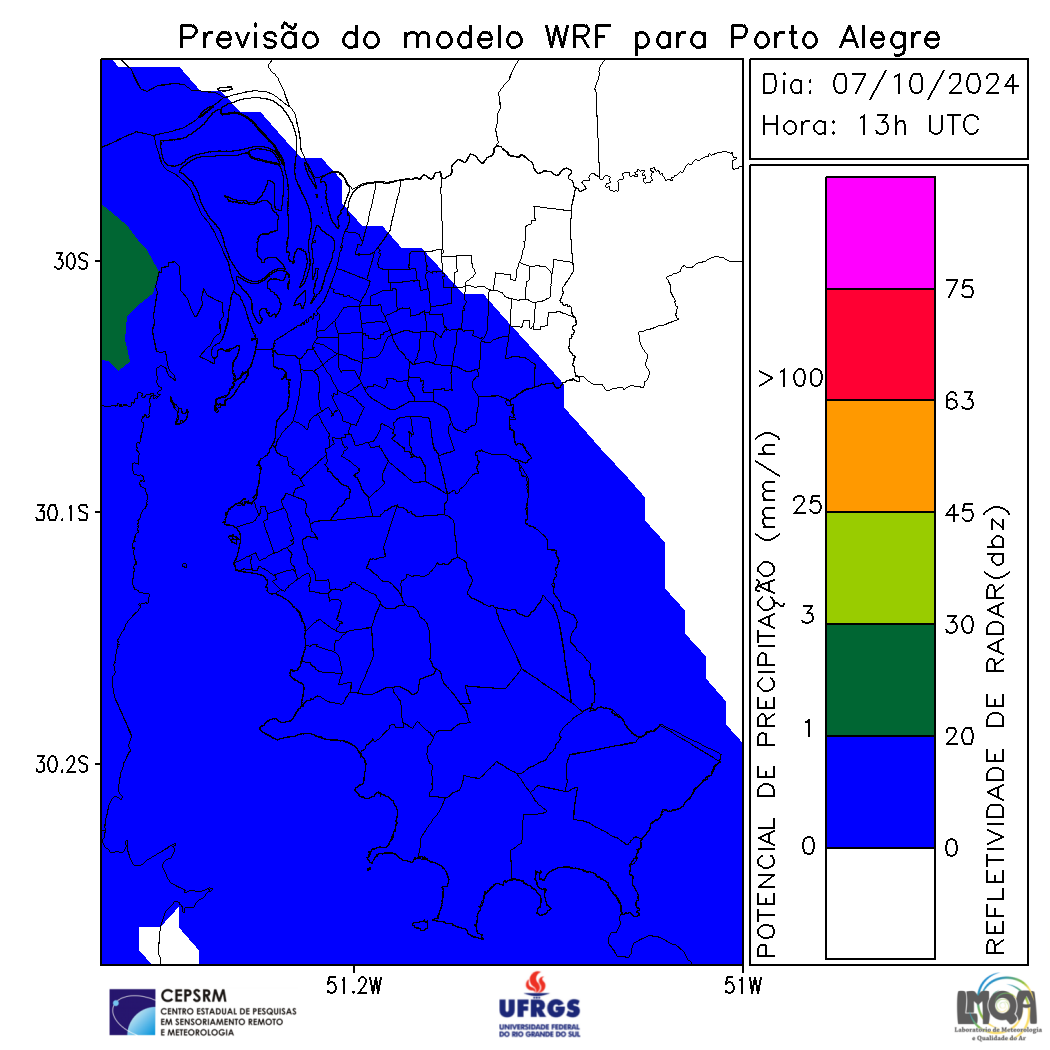 Previsão do modelo WRF para Porto Alegre
Dia: 07/10/2024
Hora: 13h UTC
30S
30.1S
30.2S
51.2W
51W
POTENCIAL DE PRECIPITAÇÃO (mm/h)
>100
25
3
1
0
75
63
45
30
20
0
REFLETIVIDADE DE RADAR(dbz)
CEPSRM
CENTRO ESTADUAL DE PESQUISAS
EM SENSORIAMENTO REMOTO
E METEOROLOGIA
UFRGS
UNIVERSIDADE FEDERAL
DO RIO GRANDE DO SUL
LMQA
Laboratório de Meteorologia
e Qualidade do Ar